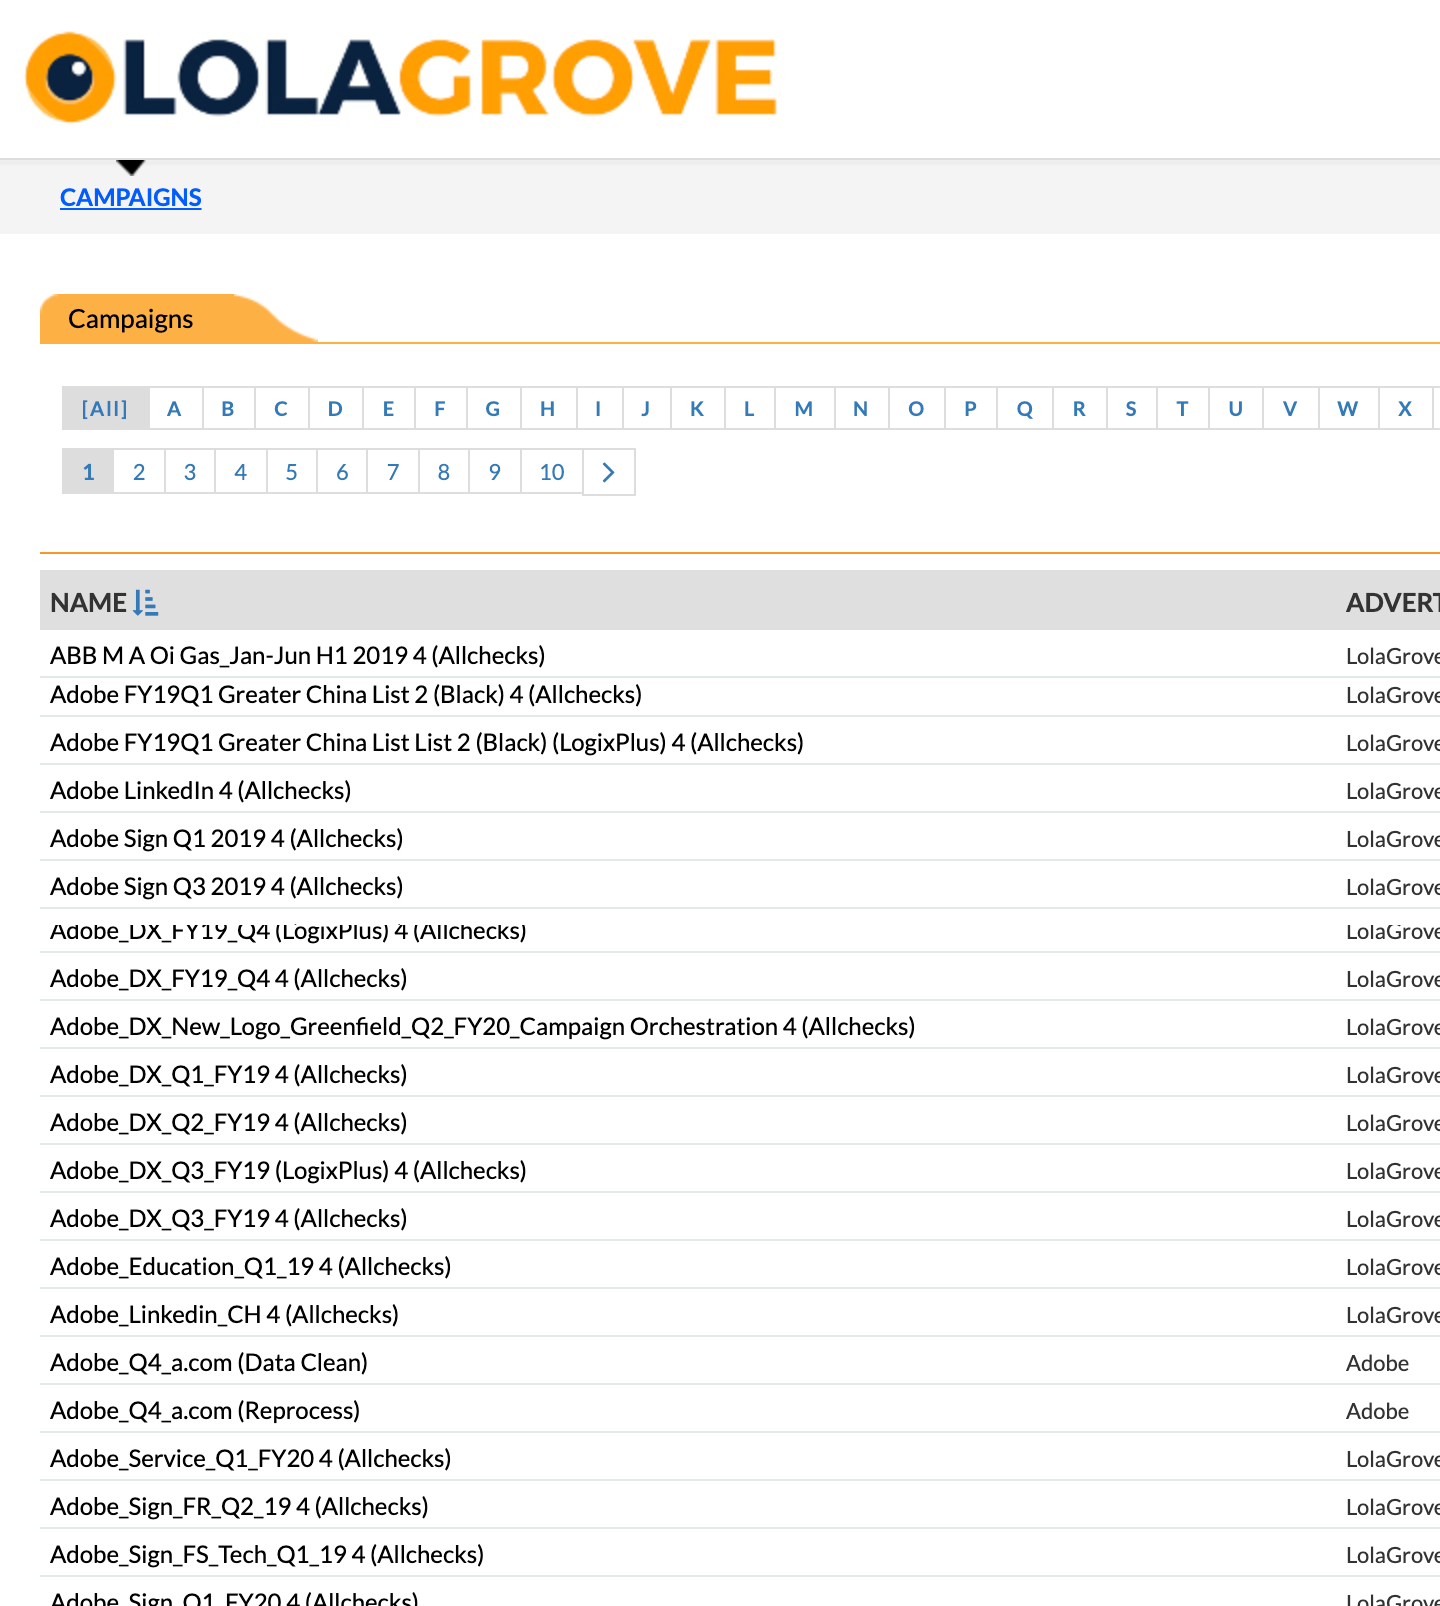 LOLAGROVE
CAMPAIGNS
Campaigns
[All] A B C D E F G H I J K L M N O P Q R S T U V W X
1 2 3 4 5 6 7 8 9 10
NAME ADVERT
ABB M A Oi Gas_Jan-Jun H1 2019 4 (Allchecks) LolaGrove
Adobe FY19Q1 Greater China List 2 (Black) 4 (Allchecks) LolaGrove
Adobe FY19Q1 Greater China List List 2 (Black) (LogixPlus) 4 (Allchecks) LolaGrove
Adobe LinkedIn 4 (Allchecks) LolaGrove
Adobe Sign Q1 2019 4 (Allchecks) LolaGrove
Adobe Sign Q3 2019 4 (Allchecks) LolaGrove
Adobe_DX_FY19_Q4 (LogixPlus) 4 (Allchecks) LolaGrove
Adobe_DX_FY19_Q4 4 (Allchecks) LolaGrove
Adobe_DX_New_Logo_Greenfield_Q2_FY20_Campaign Orchestration 4 (Allchecks) LolaGrove
Adobe_DX_Q1_FY19 4 (Allchecks) LolaGrove
Adobe_DX_Q2_FY19 4 (Allchecks) LolaGrove
Adobe_DX_Q3_FY19 (LogixPlus) 4 (Allchecks) LolaGrove
Adobe_DX_Q3_FY19 4 (Allchecks) LolaGrove
Adobe_Education_Q1_19 4 (Allchecks) LolaGrove
Adobe_Linkedin_CH 4 (Allchecks) LolaGrove
Adobe_Q4_a.com (Data Clean) Adobe
Adobe_Q4_a.com (Reprocess) Adobe
Adobe_Service_Q1_FY20 4 (Allchecks) LolaGrove
Adobe_Sign_FR_Q2_19 4 (Allchecks) LolaGrove
Adobe_Sign_FS_Tech_Q1_19 4 (Allchecks) LolaGrove
Adobe_Sign_Q1_FY20 4 (Allchecks) LolaGrove